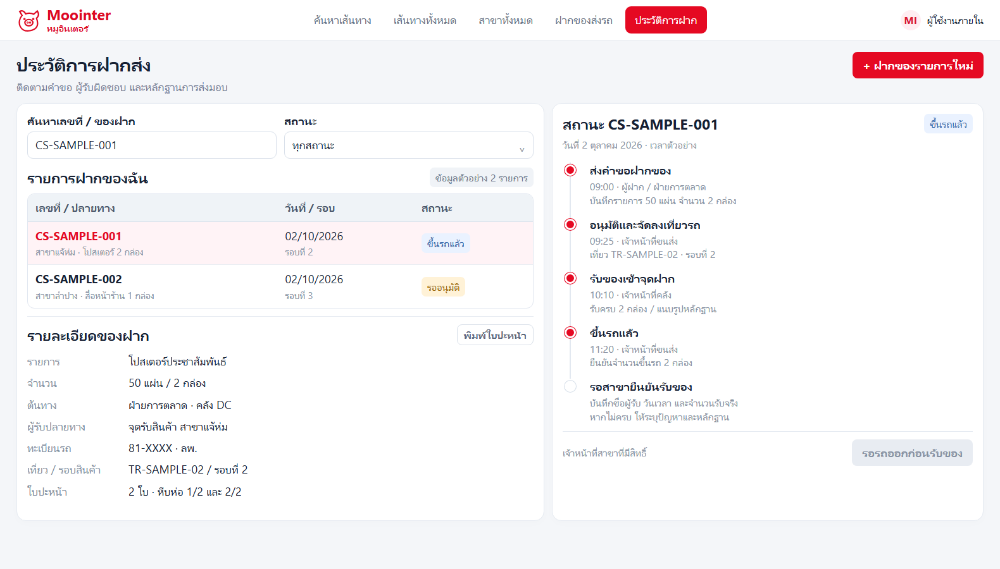 Moointer
หมูอินเตอร์
ค้นหาเส้นทาง
เส้นทางทั้งหมด
สาขาทั้งหมด
ฝากของส่งรถ
ประวัติการฝาก
MI ผู้ใช้งานภายใน
ประวัติการฝากส่ง
ติดตามคำขอ ผู้รับผิดชอบ และหลักฐานการส่งมอบ
+ ฝากของรายการใหม่
ค้นหาเลขที่ / ของฝาก
สถานะ
CS-SAMPLE-001
ทุกสถานะ
รายการฝากของฉัน
ข้อมูลตัวอย่าง 2 รายการ
เลขที่ / ปลายทาง
วันที่ / รอบ
สถานะ
CS-SAMPLE-001
02/10/2026
สาขาแจ้ห่ม · โปสเตอร์ 2 กล่อง
รอบที่ 2
ขึ้นรถแล้ว
CS-SAMPLE-002
02/10/2026
สาขาลำปาง · สื่อหน้าร้าน 1 กล่อง
รอบที่ 3
รออนุมัติ
รายละเอียดของฝาก
พิมพ์ใบปะหน้า
รายการ โปสเตอร์ประชาสัมพันธ์
จำนวน 50 แผ่น / 2 กล่อง
ต้นทาง ฝ่ายการตลาด · คลัง DC
ผู้รับปลายทาง จุดรับสินค้า สาขาแจ้ห่ม
ทะเบียนรถ 81-XXXX · ลพ.
เที่ยว / รอบสินค้า TR-SAMPLE-02 / รอบที่ 2
ใบปะหน้า 2 ใบ · หีบห่อ 1/2 และ 2/2
สถานะ CS-SAMPLE-001
ขึ้นรถแล้ว
วันที่ 2 ตุลาคม 2026 · เวลาตัวอย่าง
ส่งคำขอฝากของ
09:00 · ผู้ฝาก / ฝ่ายการตลาด
บันทึกรายการ 50 แผ่น จำนวน 2 กล่อง
อนุมัติและจัดลงเที่ยวรถ
09:25 · เจ้าหน้าที่ขนส่ง
เที่ยว TR-SAMPLE-02 · รอบที่ 2
รับของเข้าจุดฝาก
10:10 · เจ้าหน้าที่คลัง
รับครบ 2 กล่อง / แนบรูปหลักฐาน
ขึ้นรถแล้ว
11:20 · เจ้าหน้าที่ขนส่ง
ยืนยันจำนวนขึ้นรถ 2 กล่อง
รอสาขายืนยันรับของ
บันทึกชื่อผู้รับ วันเวลา และจำนวนรับจริง
หากไม่ครบ ให้ระบุปัญหาและหลักฐาน
เจ้าหน้าที่สาขาที่มีสิทธิ์
รอรถออกก่อนรับของ